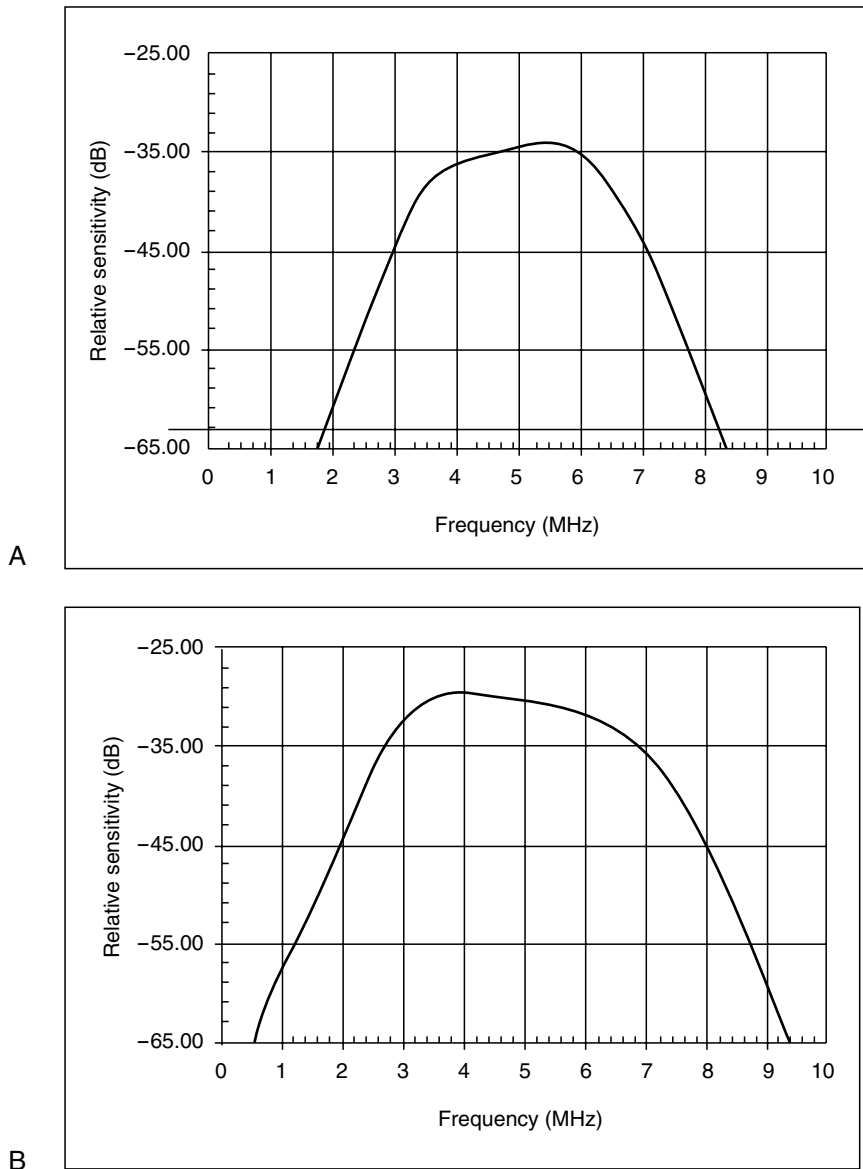 −25.00
−35.00
−45.00
−55.00
−65.00
Relative sensitivity (dB)
0 1 2 3 4 5 6 7 8 9 10
Frequency (MHz)
A
−25.00
−35.00
−45.00
−55.00
−65.00
Relative sensitivity (dB)
0 1 2 3 4 5 6 7 8 9 10
Frequency (MHz)
B